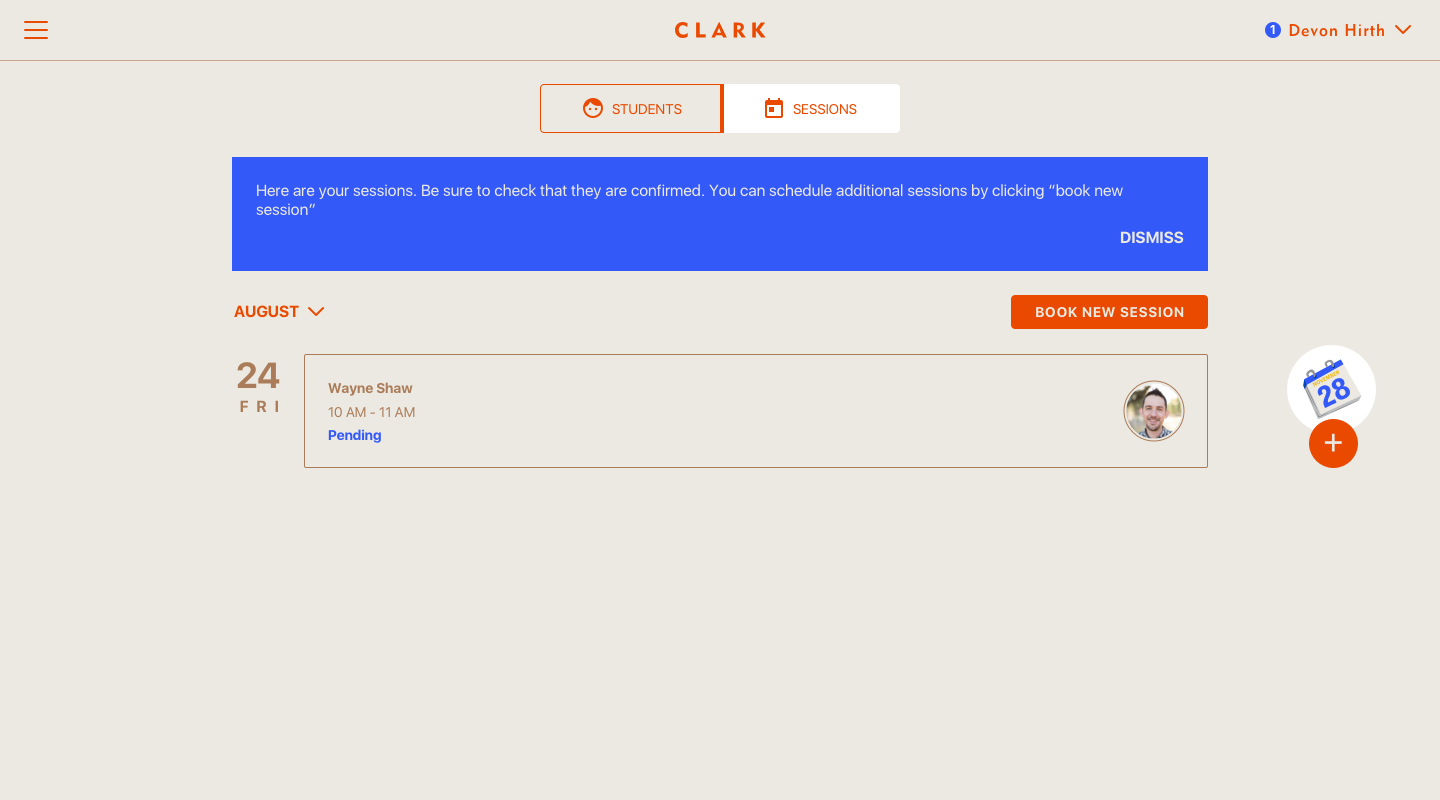 CLARK
1 Devon Hirth
STUDENTS
SESSIONS
Here are your sessions. Be sure to check that they are confirmed. You can schedule additional sessions by clicking “book new
session”
DISMISS
AUGUST
BOOK NEW SESSION
24
FRI
Wayne Shaw
10 AM - 11 AM
Pending
NOVEMBER
28